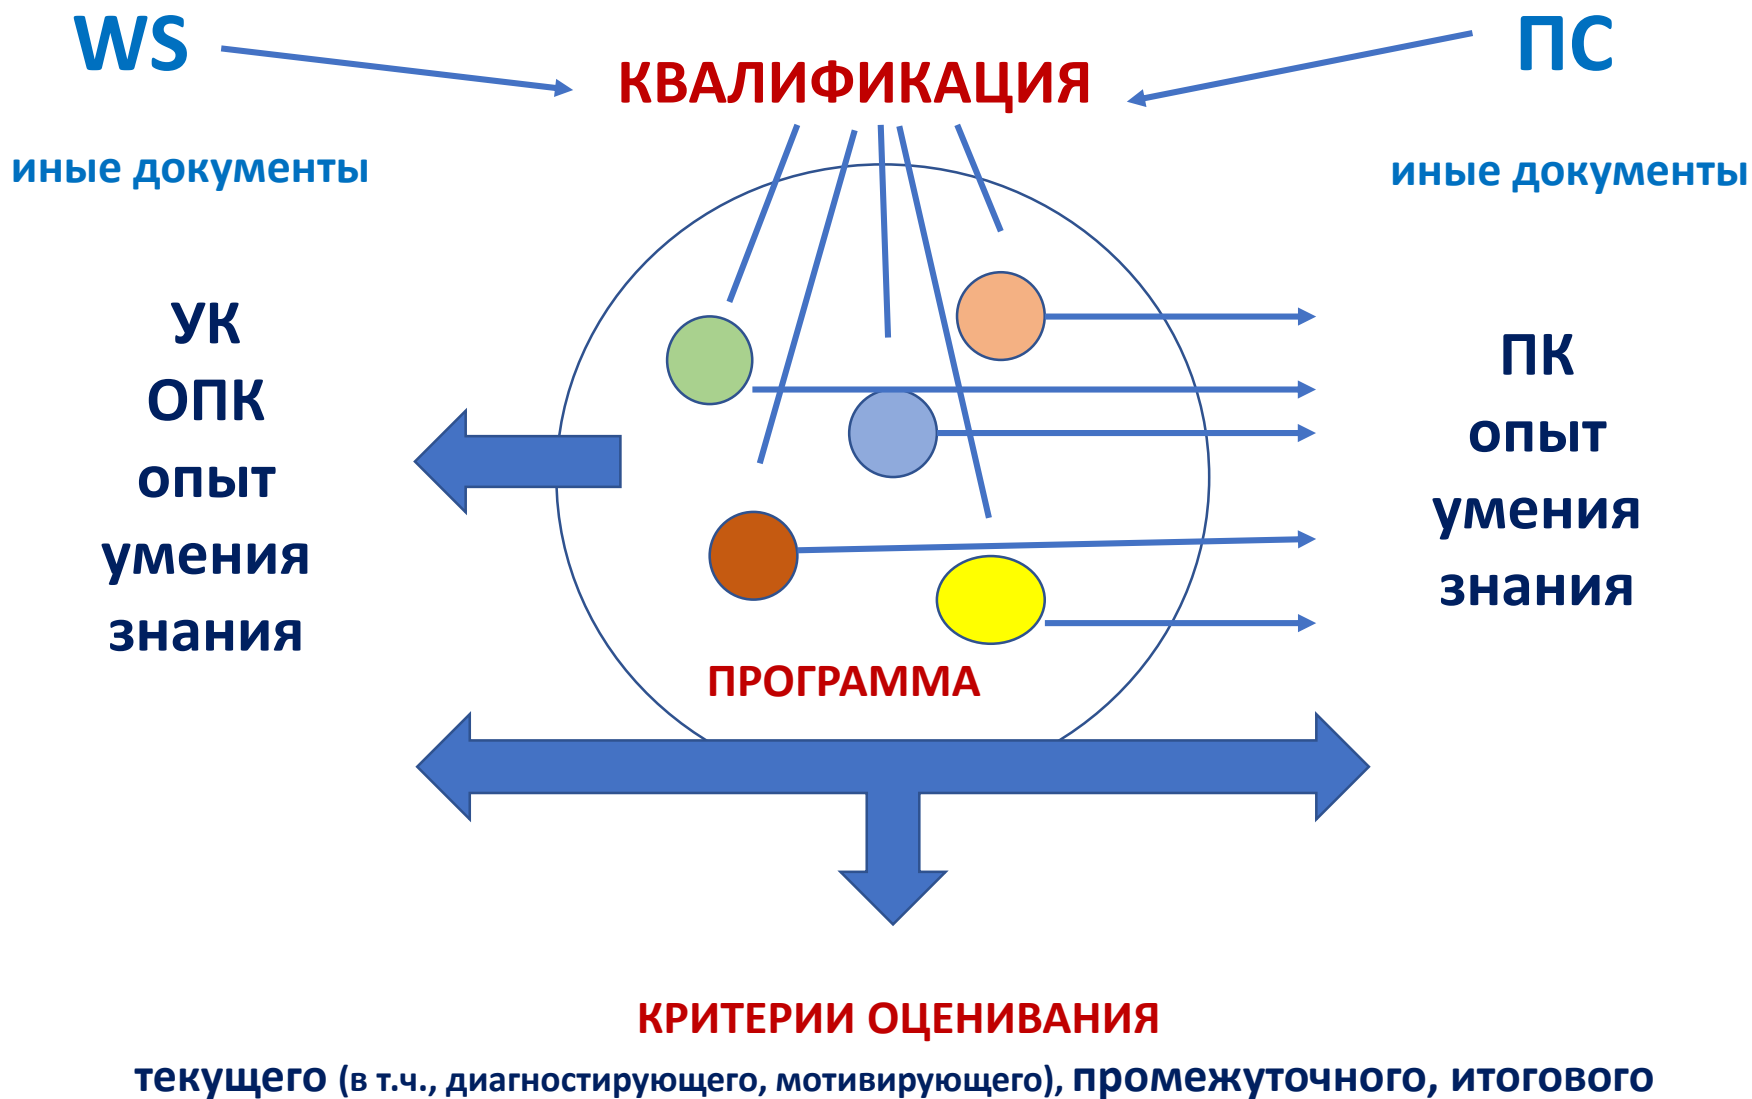 WS
ПС
КВАЛИФИКАЦИЯ
иные документы
иные документы
УК
ОПК
опыт
умения
знания
ПК
опыт
умения
знания
ПРОГРАММА
КРИТЕРИИ ОЦЕНИВАНИЯ
текущего (в т.ч., диагностирующего, мотивирующего), промежуточного, итогового